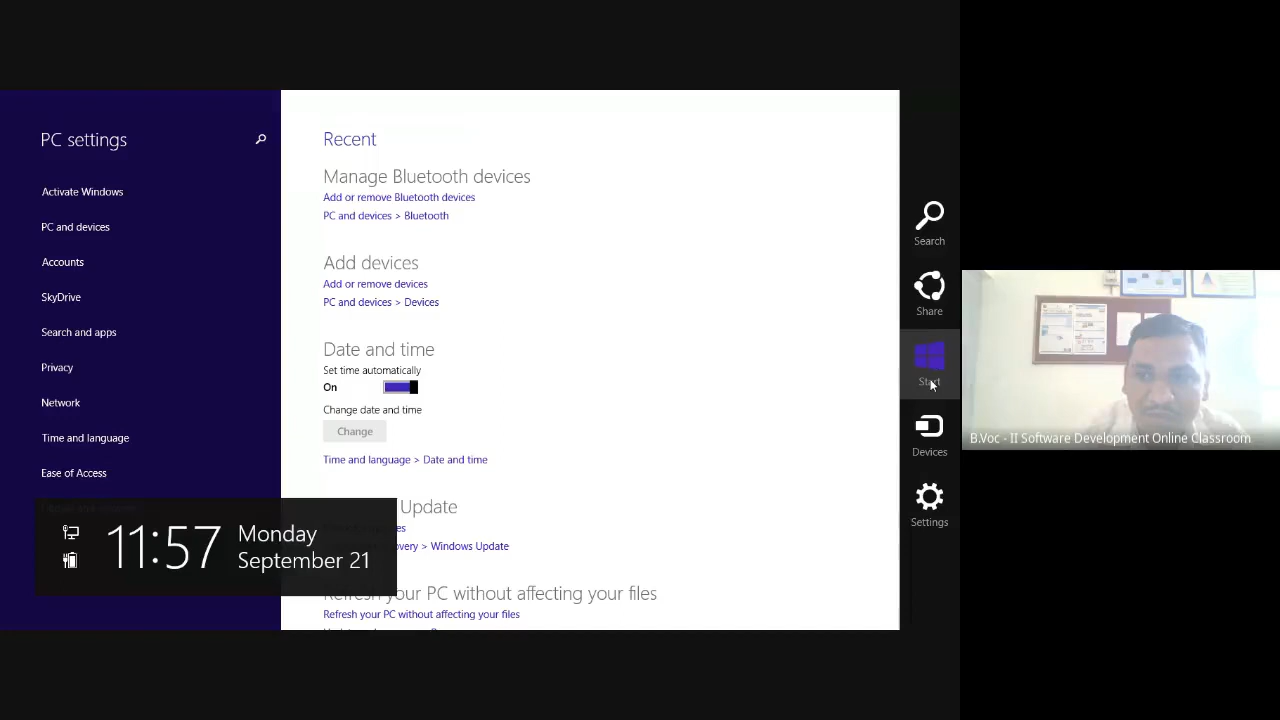 PC settings
Activate Windows
PC and devices
Accounts
SkyDrive
Search and apps
Privacy
Network
Time and language
Ease of Access
11:57
Monday
September 21
Recent
Manage Bluetooth devices
Add or remove Bluetooth devices
PC and devices > Bluetooth
Add devices
Add or remove devices
PC and devices > Devices
Date and time
Set time automatically
On
Change date and time
Change
Time and language > Date and time
Update
overy > Windows Update
Refresh your PC without affecting your files
Refresh your PC without affecting your files
Search
Share
Start
Devices
Settings
B.Voc - II Software Development Online Classroom